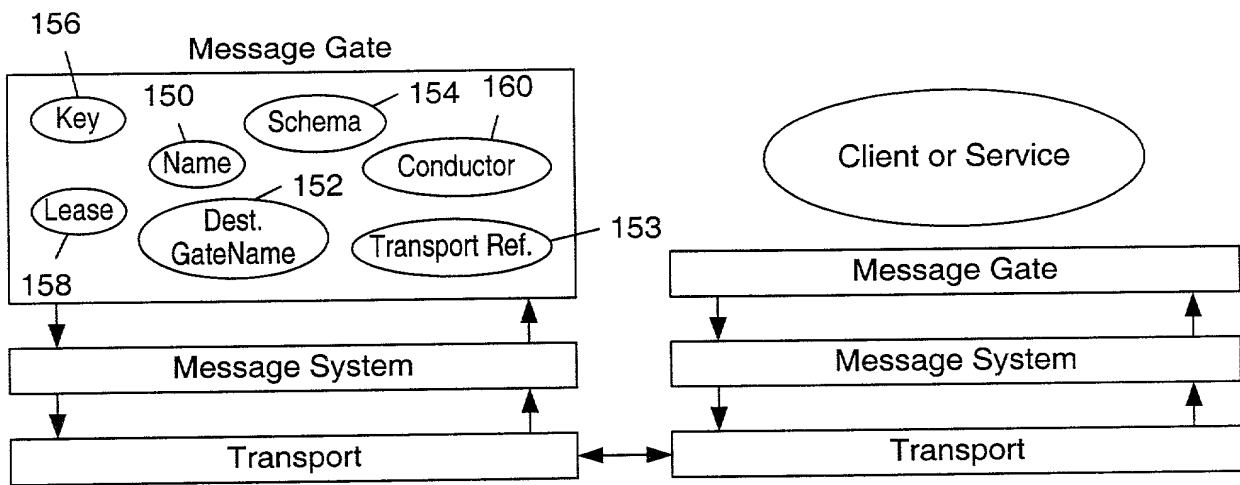 156
Message Gate
150
154
160
Key
Schema
Name
Conductor
Client or Service
152
Lease
Dest.
GateName
Transport Ref.
153
158
Message Gate
Message System
Message System
Transport
Transport